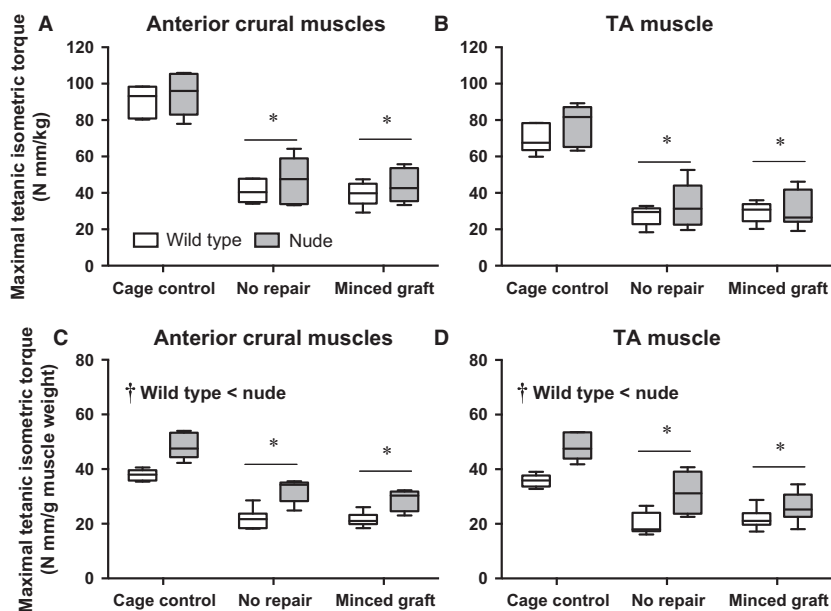 A
Anterior crural muscles
B
TA muscle
Maximal tetanic isometric torque
(N mm/kg)
120
100
80
60
40
20
0
*
*
Wild type
Nude
Cage control
No repair
Minced graft
120
100
80
60
40
20
0
*
*
Cage control
No repair
Minced graft
C
Anterior crural muscles
D
TA muscle
Maximal tetanic isometric torque
(N mm/g muscle weight)
80
60
40
20
0
† Wild type < nude
*
*
Cage control
No repair
Minced graft
80
60
40
20
0
† Wild type < nude
*
*
Cage control
No repair
Minced graft